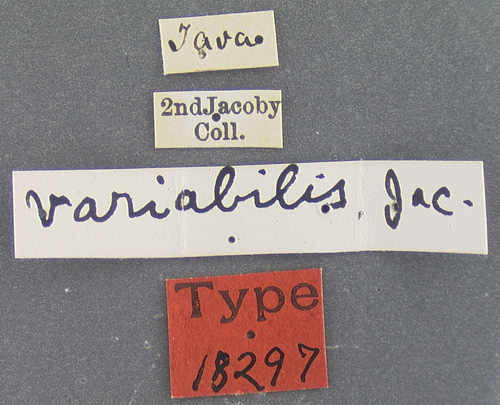 Java.
2nd Jacoby
Coll.
variabilis Jac.
Type
18297